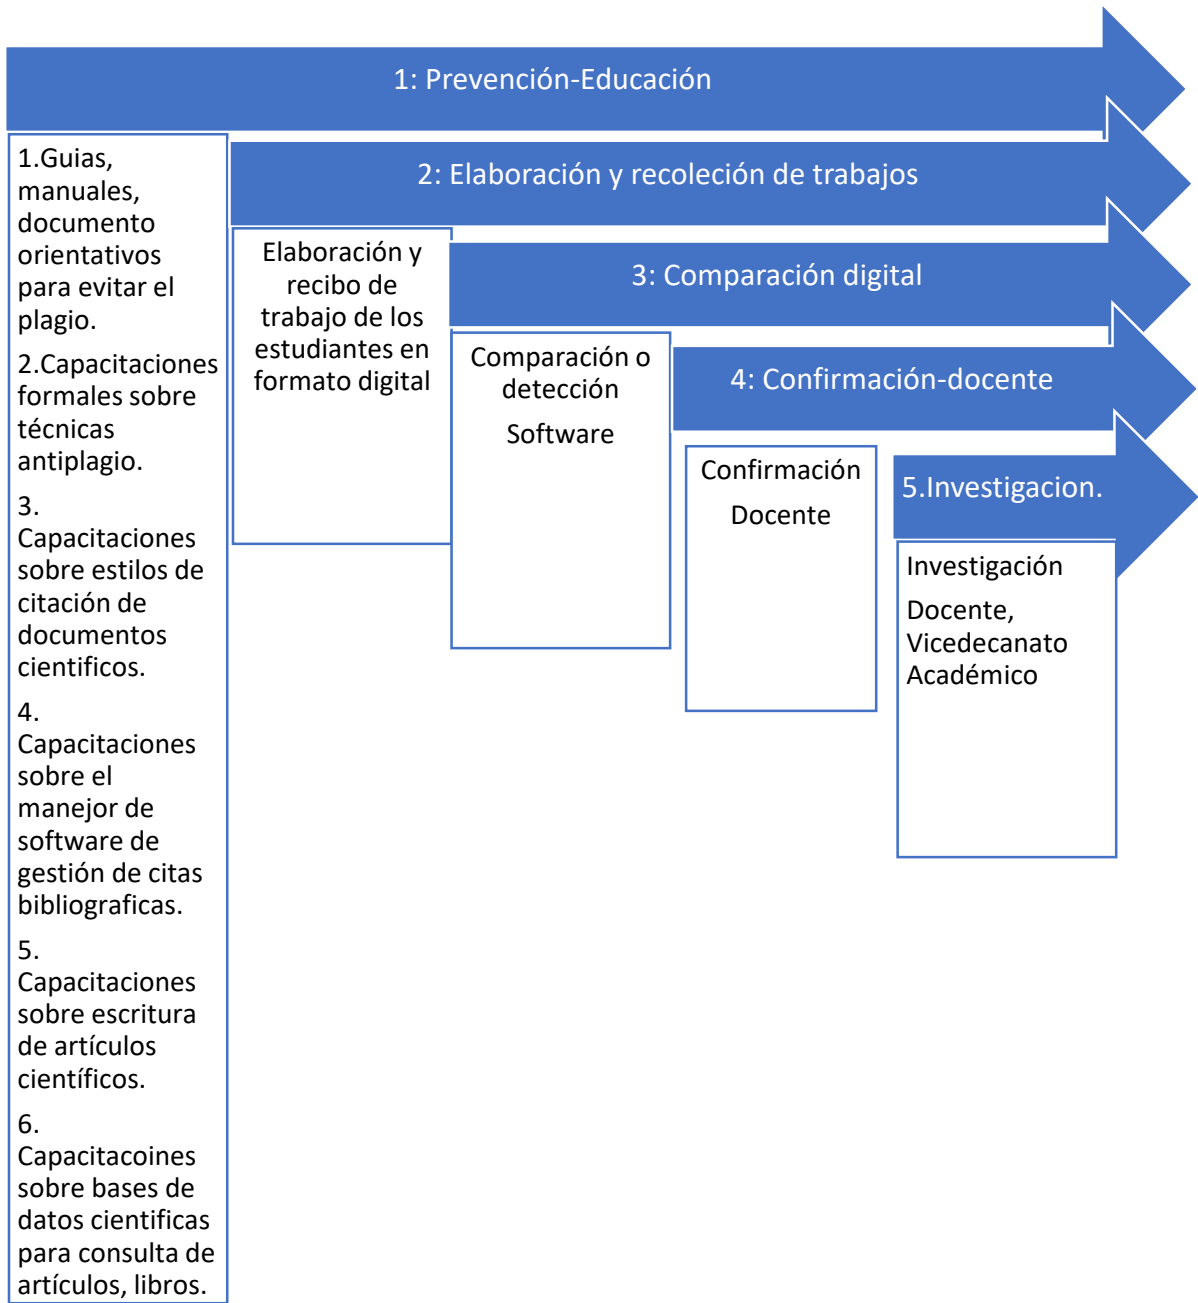 1: Prevención-Educación
1.Guias,
manuales,
documento
orientativos
para evitar el
plagio.
2.Capacitaciones
formales sobre
técnicas
antiplagio.
3.
Capacitaciones
sobre estilos de
citación de
documentos
cientificos.
4.
Capacitaciones
sobre el
manejor de
software de
gestión de citas
bibliograficas.
5.
Capacitaciones
sobre escritura
de artículos
científicos.
6.
Capacitacoines
sobre bases de
datos cientificas
para consulta de
artículos, libros.
2: Elaboración y recoleción de trabajos
Elaboración y
recibo de
trabajo de los
estudiantes en
formato digital
3: Comparación digital
Comparación o
detección
Software
4: Confirmación-docente
Confirmación
Docente
5.Investigacion.
Investigación
Docente,
Vicedecanato
Académico